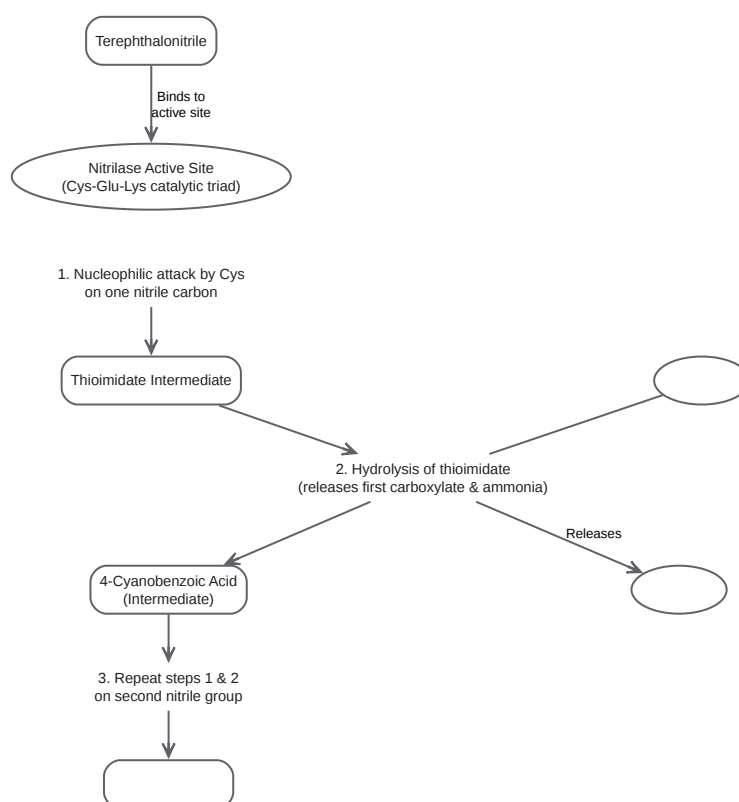 Terephthalonitrile
Binds to
active site
Nitrilase Active Site
(Cys-Glu-Lys catalytic triad)
1. Nucleophilic attack by Cys
on one nitrile carbon
Thioimidate Intermediate
2. Hydrolysis of thioimidate
(releases first carboxylate & ammonia)
Releases
4-Cyanobenzoic Acid
(Intermediate)
3. Repeat steps 1 & 2
on second nitrile group